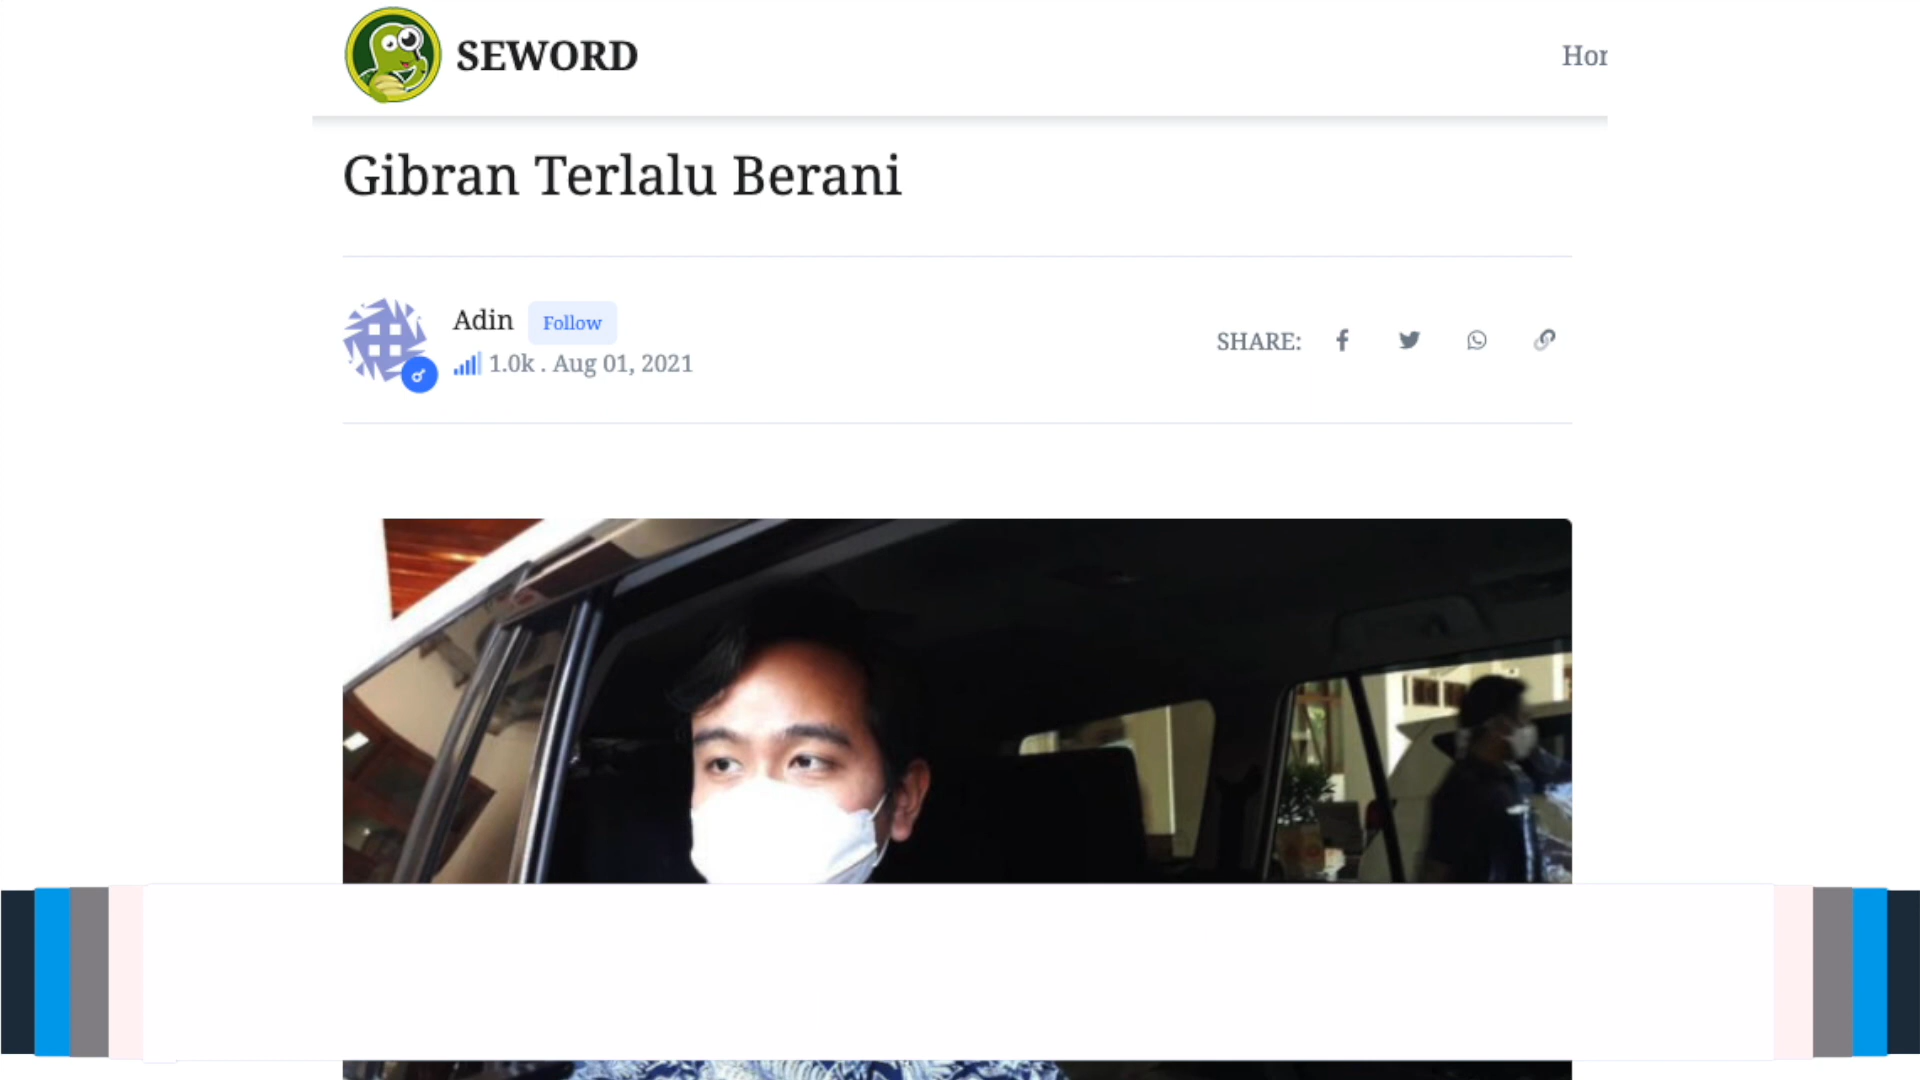 SEWORD
Hor
Gibran Terlalu Berani
Adin Follow
1.0k . Aug 01, 2021
SHARE: